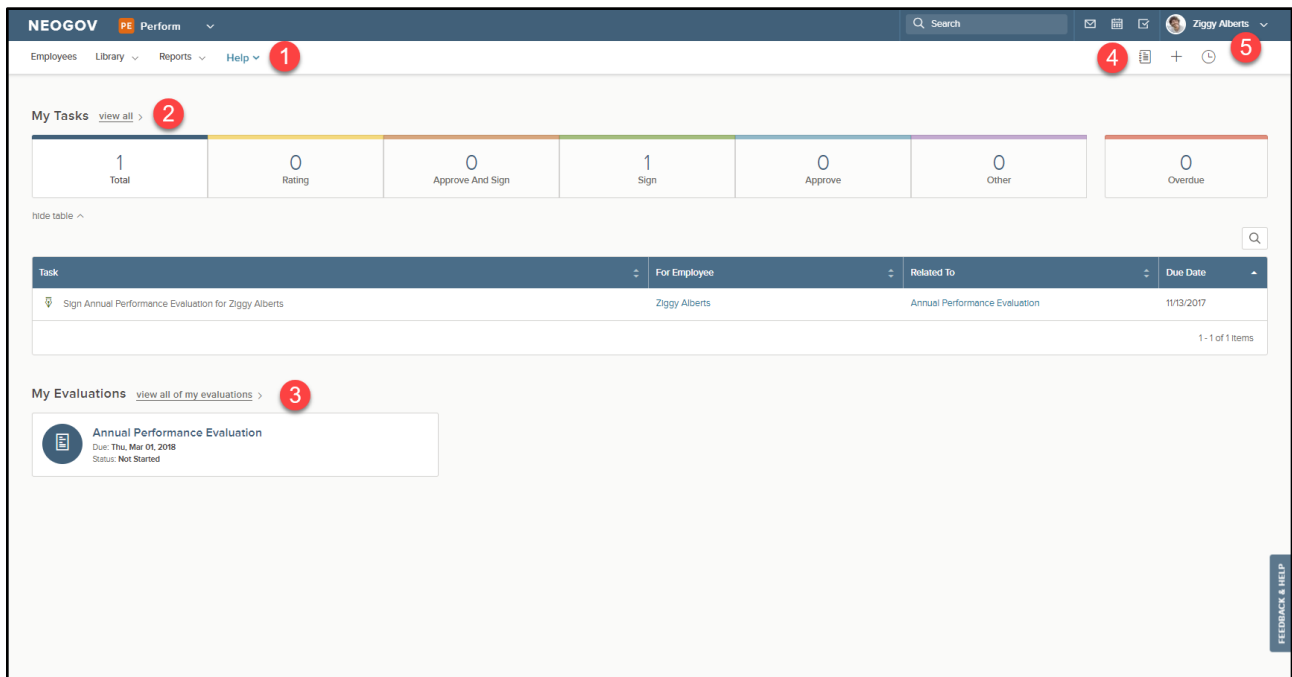 NEOGOV PE Perform Search Ziggy Alberts
Employees Library Reports Help 1 4 5
My Tasks view all 2
1 0 0 1 0 0 0
Total Rating Approve And Sign Sign Approve Other Overdue
hide table
Task For Employee Related To Due Date
Sign Annual Performance Evaluation for Ziggy Alberts Ziggy Alberts Annual Performance Evaluation 11/13/2017
1 - 1 of 1 Items
My Evaluations view all of my evaluations 3
Annual Performance Evaluation
Due: Thu, Mar 01, 2018
Status: Not Started
FEEDBACK & HELP